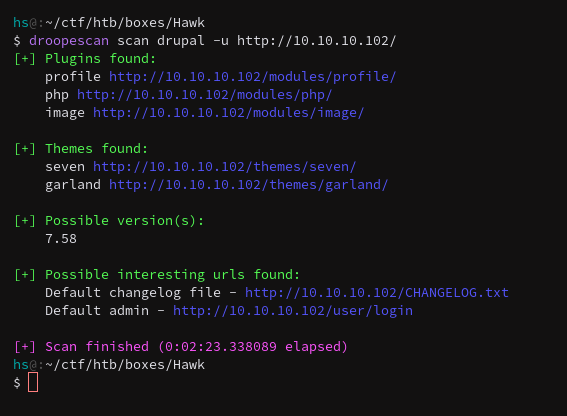 hs@:~/ctf/htb/boxes/Hawk
$ droopescan scan drupal -u http://10.10.10.102/
[+] Plugins found:
    profile http://10.10.10.102/modules/profile/
    php http://10.10.10.102/modules/php/
    image http://10.10.10.102/modules/image/

[+] Themes found:
    seven http://10.10.10.102/themes/seven/
    garland http://10.10.10.102/themes/garland/

[+] Possible version(s):
    7.58

[+] Possible interesting urls found:
    Default changelog file - http://10.10.10.102/CHANGELOG.txt
    Default admin - http://10.10.10.102/user/login

[+] Scan finished (0:02:23.338089 elapsed)
hs@:~/ctf/htb/boxes/Hawk
$